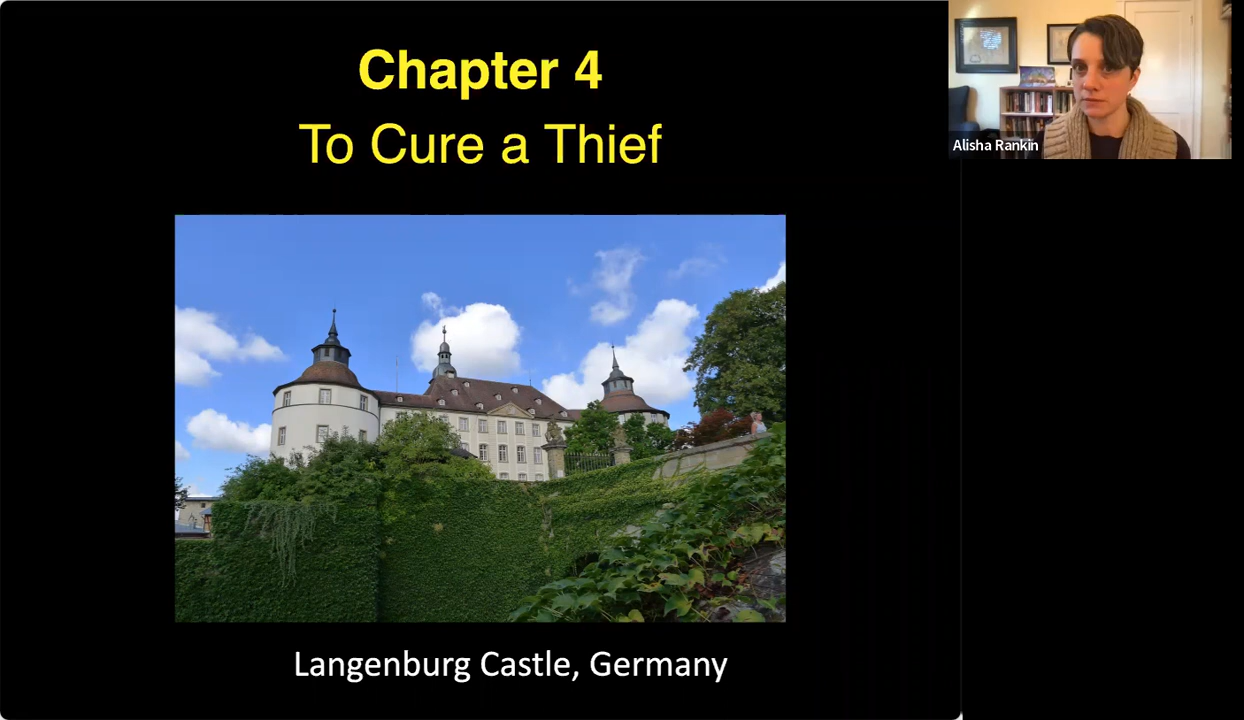 Chapter 4
To Cure a Thief
Alisha Rankin
Langenburg Castle, Germany